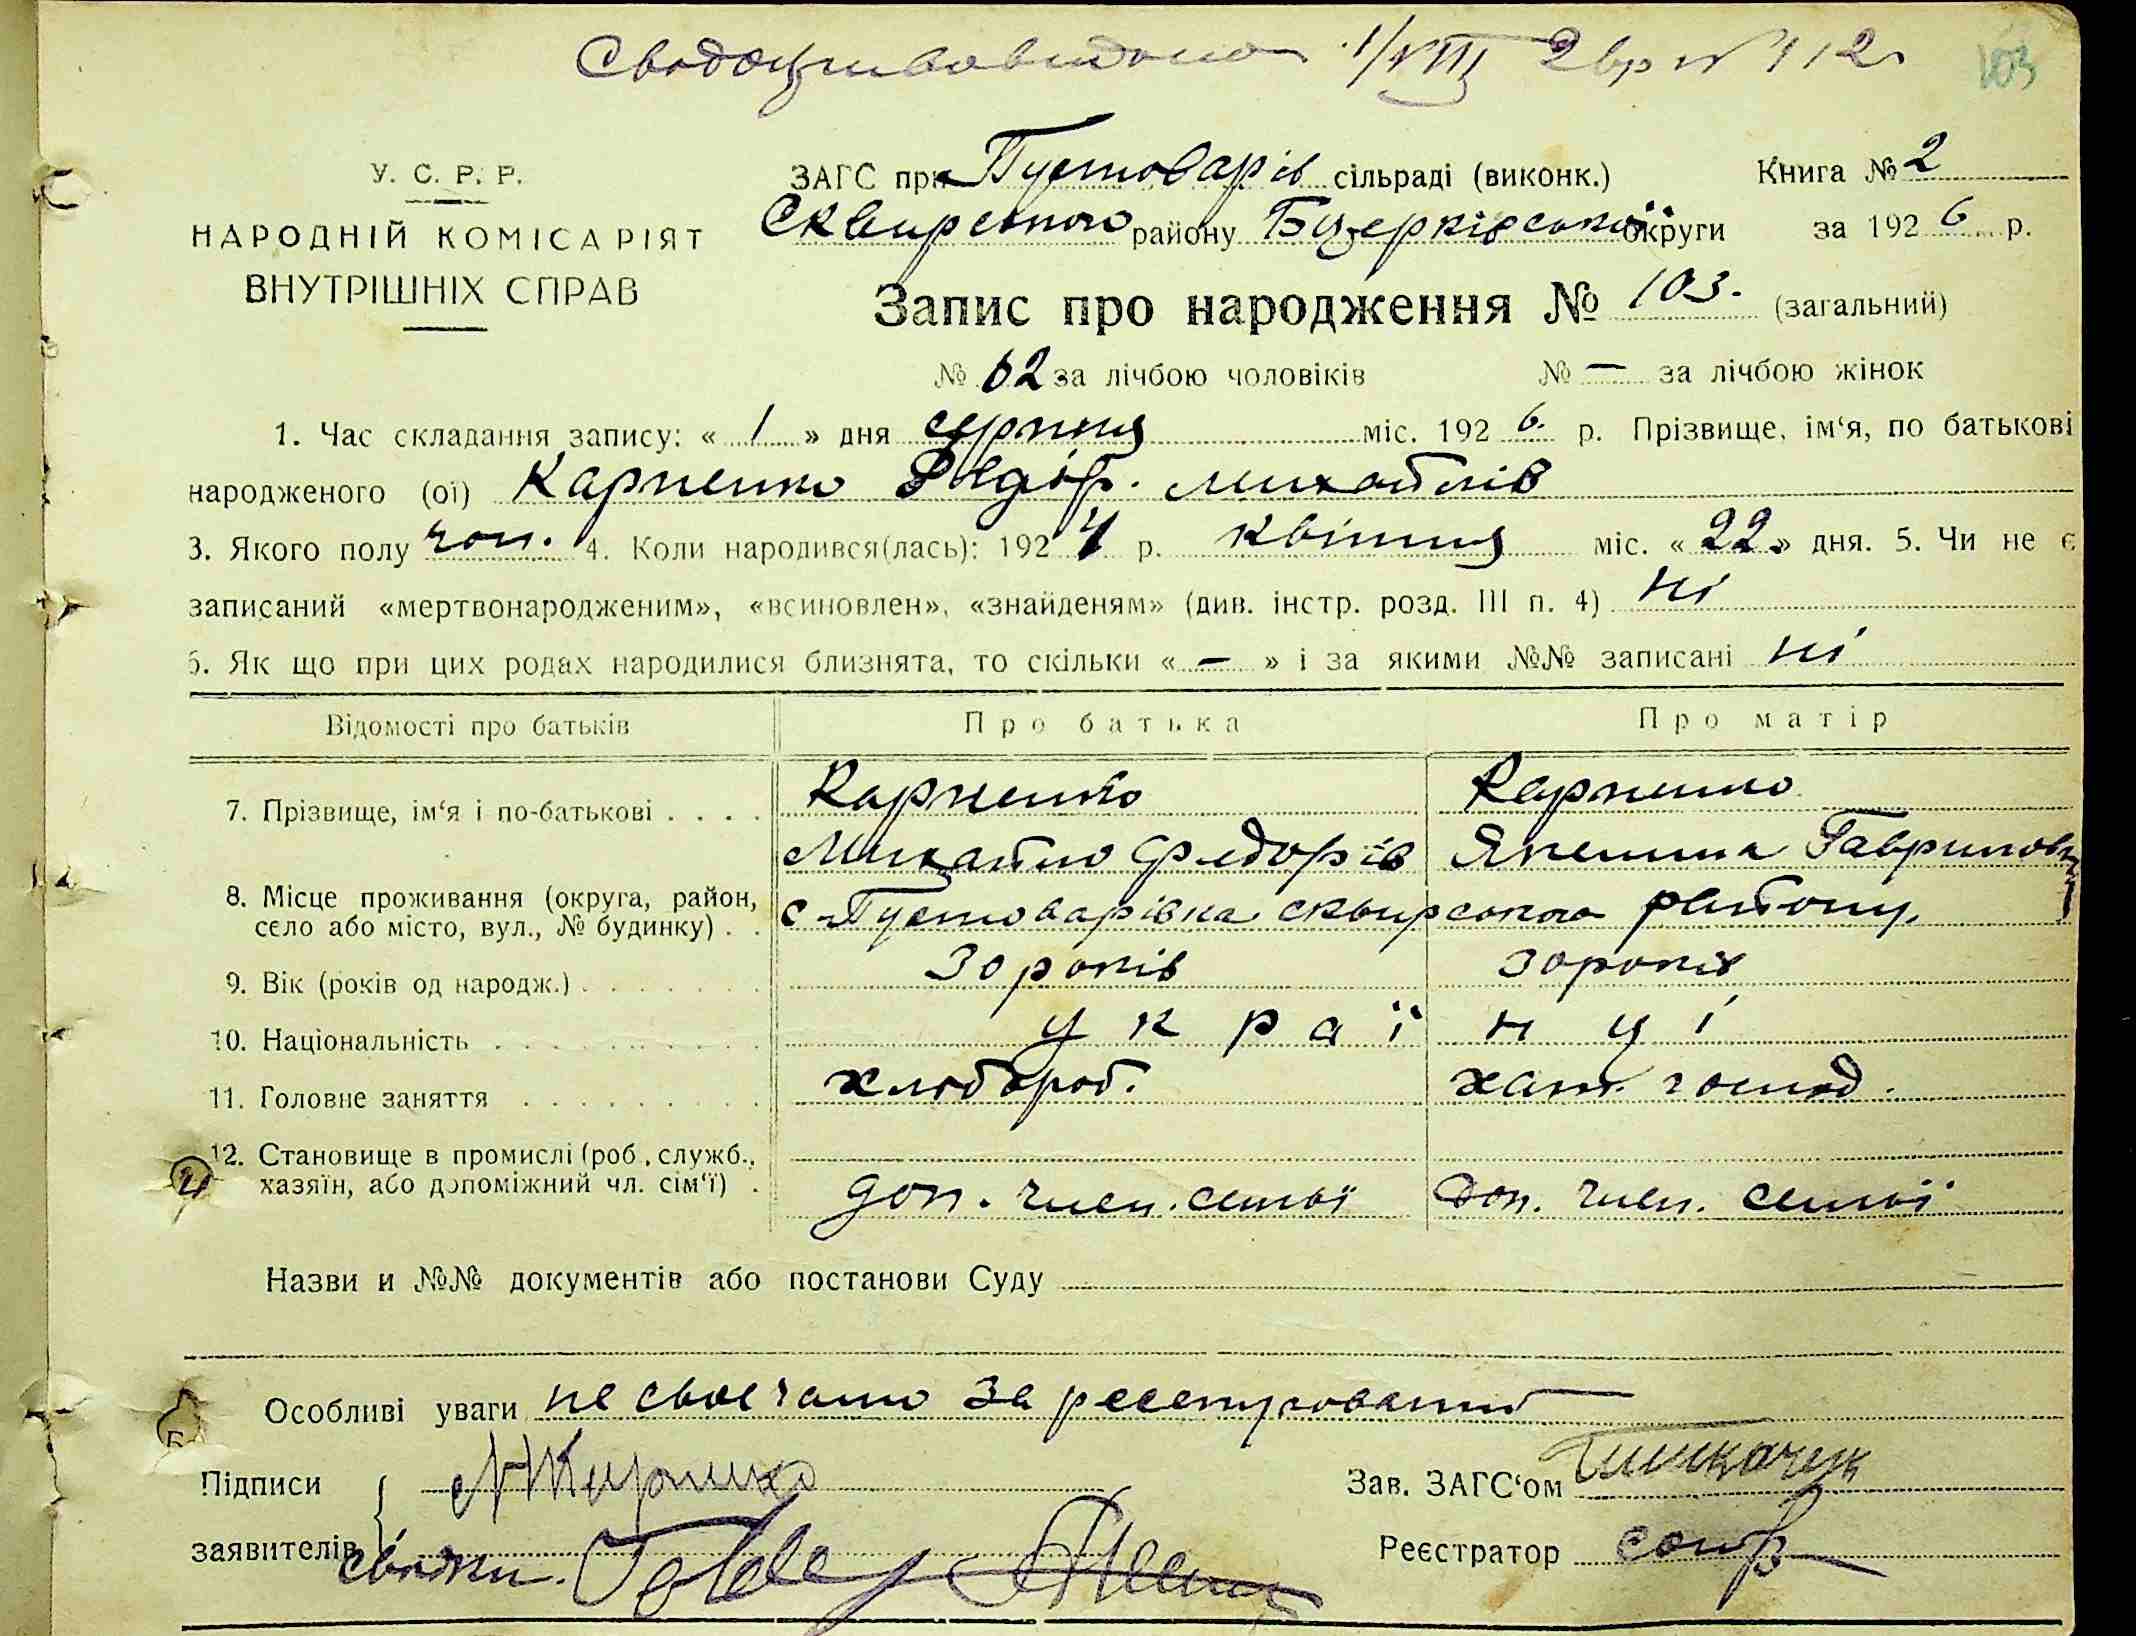 1/VIII 2 вр № 112
103
У. С. Р. Р.
НАРОДНІЙ КОМІСАРІЯТ
ВНУТРІШНІХ СПРАВ
ЗАГС при Пустоварів сільраді (виконк.) Книга № 2
Сквирського району Бцерківської округи за 1926 р.
Запис про народження № 103. (загальний)
№ 62 за лічбою чоловіків № — за лічбою жінок
1. Час складання запису: « 1 » дня серпня міс. 1926. р. Прізвище, ім‘я, по батькові
народженого (ої) Карпенко Федір. Михайлів
3. Якого полу чол. 4. Коли народився(лась): 1924 р. квітня міс. « 22 » дня. 5. Чи не є
записаний «мертвонародженим», «всиновлен», «знайденям» (див. інстр. розд. III п. 4) ні
6. Як що при цих родах народилися близнята, то скільки « — » і за якими №№ записані ні
Відомості про батьків Про батька Про матір
7. Прізвище, ім‘я і по-батькові . . . . Карпенко Карпенко
Михайло Федорів Япелина Гаврилов
8. Місце проживання (округа, район,
село або місто, вул., № будинку) . . с Пустоварівка сквирського району
9. Вік (років од народж.) . . . . . . . 30 років 30 років
10. Національність . . . . . . . . . . українці
11. Головне заняття . . . . . . . . . хлібороб. хат. господ.
12. Становище в промислі (роб., служб.,
хазяїн, або допоміжний чл. сім‘ї) . доп. член. семьї доп. член. семьї
4
Назви и №№ документів або постанови Суду
Особливі уваги не своечасно зареєстрований
Підписи Зав. ЗАГС‘ом
заявителів свідки. Реєстратор